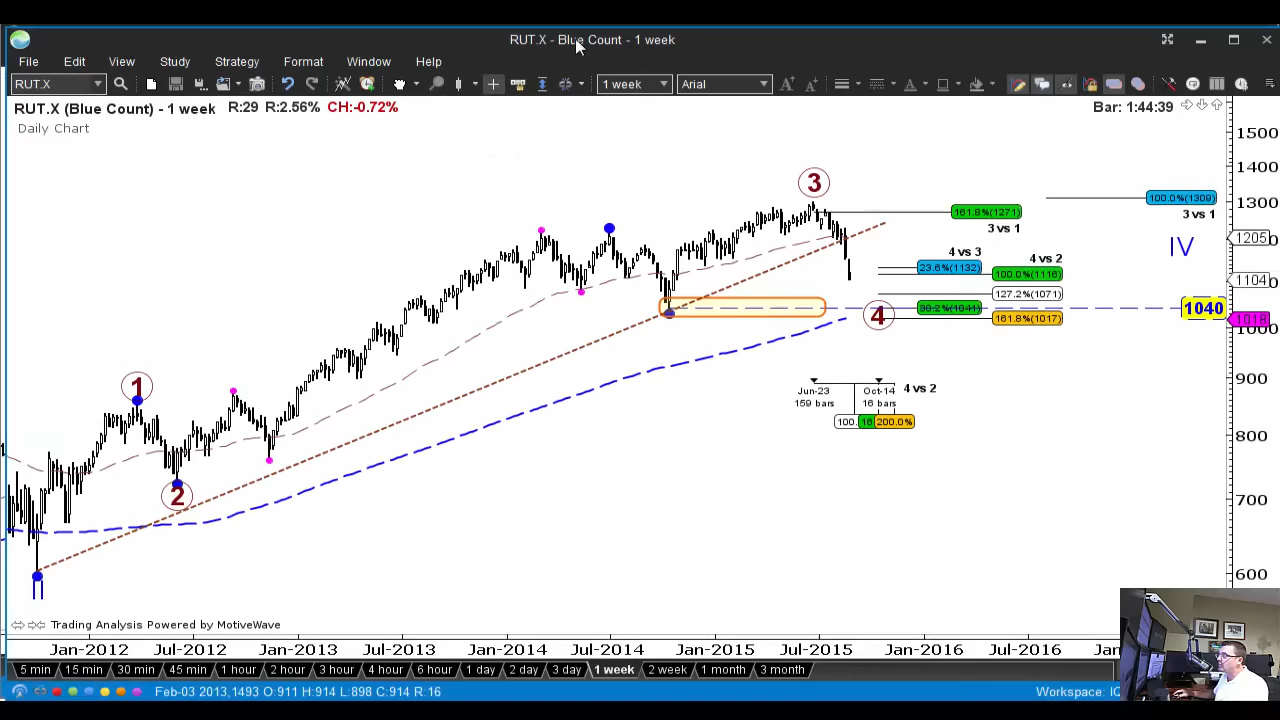 RUT.X - Blue Count - 1 week
File Edit View Study Strategy Format Window Help
RUT.X 1 week Arial
RUT.X (Blue Count) - 1 week R:29 R:2.56% CH:-0.72% Bar: 1:44:39
Daily Chart
1500
1400
3
1300
100.0%(1309)
161.8%(1271)
3 vs 1
3 vs 1
IV
1205
4 vs 3
4 vs 2
23.6%(1132)
100.0%(1116)
1104
127.2%(1071)
38.2%(1041)
1040
4
161.8%(1017)
1018
1000
1
900
Jun-23 Oct-14 4 vs 2
159 bars 16 bars
100. 16 200.0%
800
2
700
600
II
Trading Analysis Powered by MotiveWave
Jan-2012 Jul-2012 Jan-2013 Jul-2013 Jan-2014 Jul-2014 Jan-2015 Jul-2015 Jan-2016 Jul-2016
5 min 15 min 30 min 45 min 1 hour 2 hour 3 hour 4 hour 6 hour 1 day 2 day 3 day 1 week 2 week 1 month 3 month
Feb-03 2013,1493 O:911 H:914 L:898 C:914 R:16 Workspace: IQ